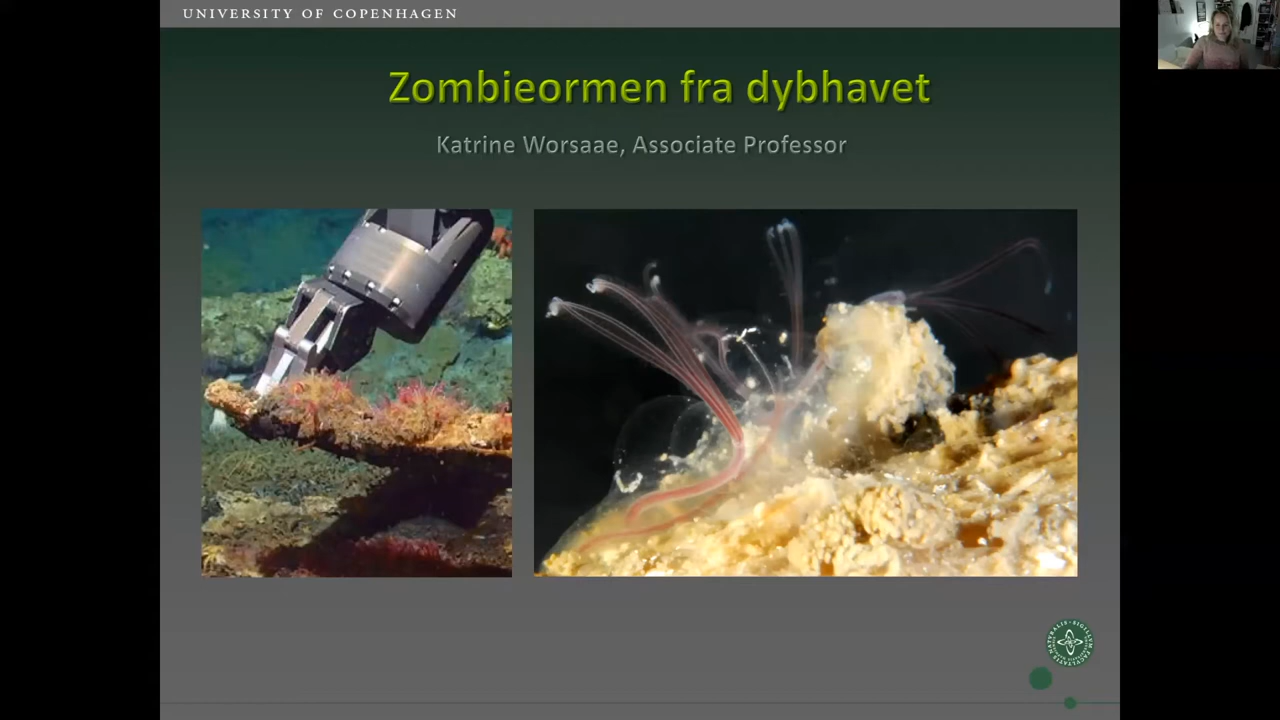 UNIVERSITY OF COPENHAGEN
Zombieormen fra dybhavet
Katrine Worsaae, Associate Professor